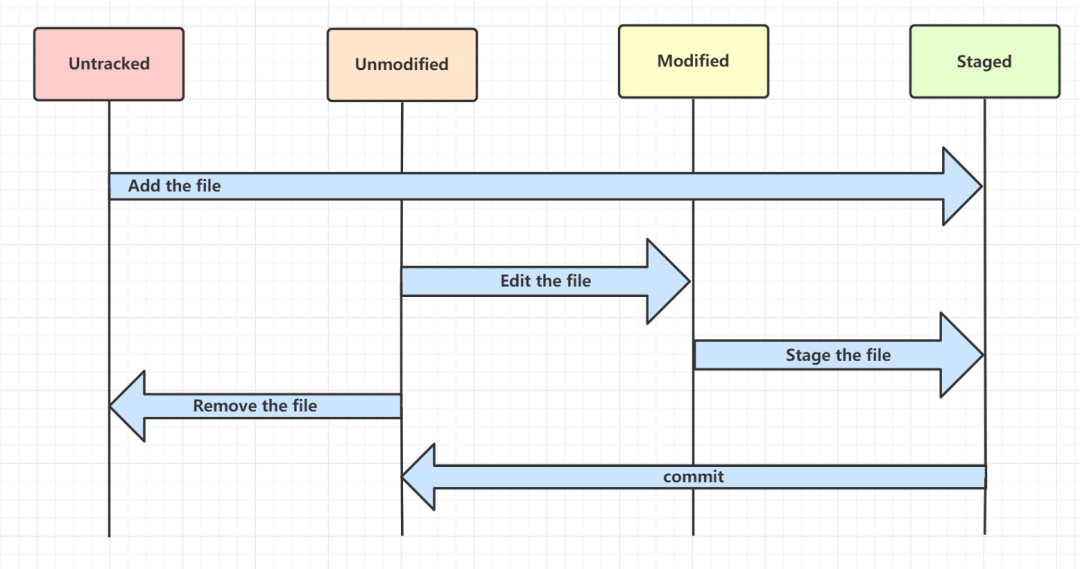 Untracked
Unmodified
Modified
Staged
Add the file
Edit the file
Stage the file
Remove the file
commit